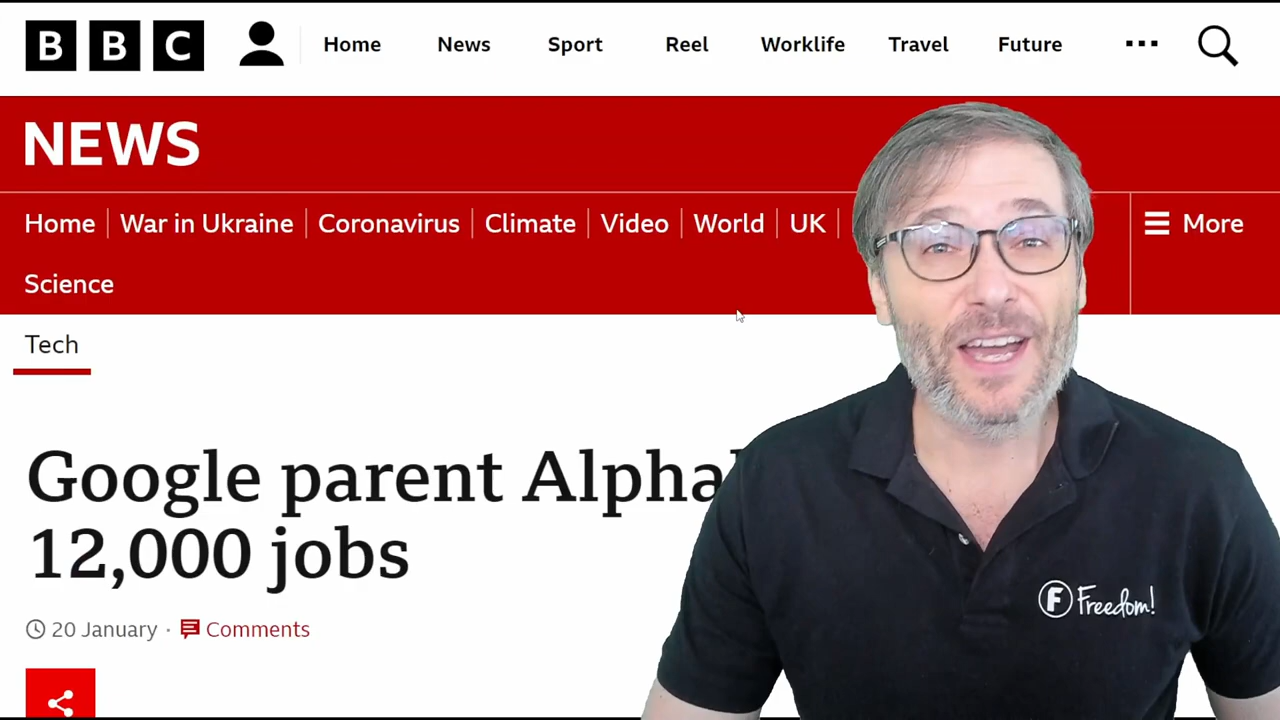 BBC Home News Sport Reel Worklife Travel Future
NEWS
Home War in Ukraine Coronavirus Climate Video World UK More
Science
Tech
Google parent
12,000 jobs
20 January · Comments
F Freedom!